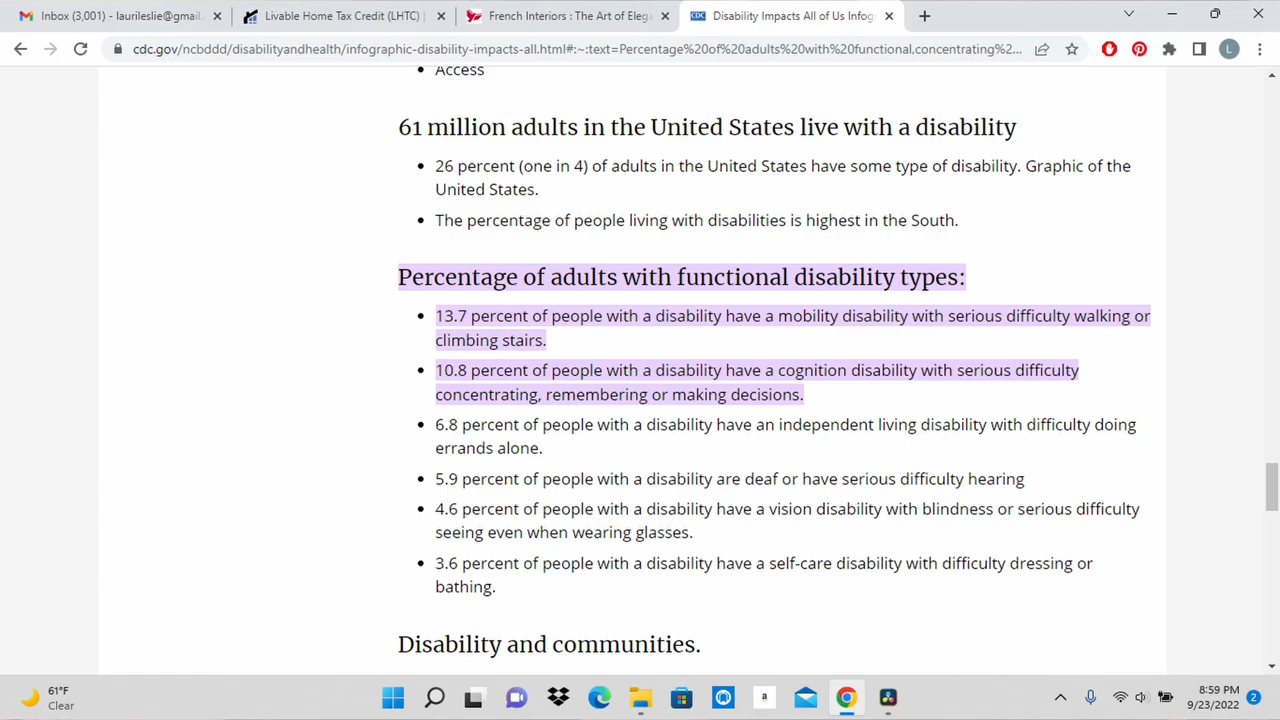 Inbox (3,001) - laurileslie@gmail
Livable Home Tax Credit (LHTC) |
French Interiors : The Art of Elega
CDC Disability Impacts All of Us Infog
cdc.gov/ncbddd/disabilityandhealth/infographic-disability-impacts-all.html#:~:text=Percentage%20of%20adults%20with%20functional,concentrating%2...
L
Access
61 million adults in the United States live with a disability
• 26 percent (one in 4) of adults in the United States have some type of disability. Graphic of the
United States.
• The percentage of people living with disabilities is highest in the South.
Percentage of adults with functional disability types:
• 13.7 percent of people with a disability have a mobility disability with serious difficulty walking or
climbing stairs.
• 10.8 percent of people with a disability have a cognition disability with serious difficulty
concentrating, remembering or making decisions.
• 6.8 percent of people with a disability have an independent living disability with difficulty doing
errands alone.
• 5.9 percent of people with a disability are deaf or have serious difficulty hearing
• 4.6 percent of people with a disability have a vision disability with blindness or serious difficulty
seeing even when wearing glasses.
• 3.6 percent of people with a disability have a self-care disability with difficulty dressing or
bathing.
Disability and communities.
61°F
Clear
a
8:59 PM
9/23/2022
2